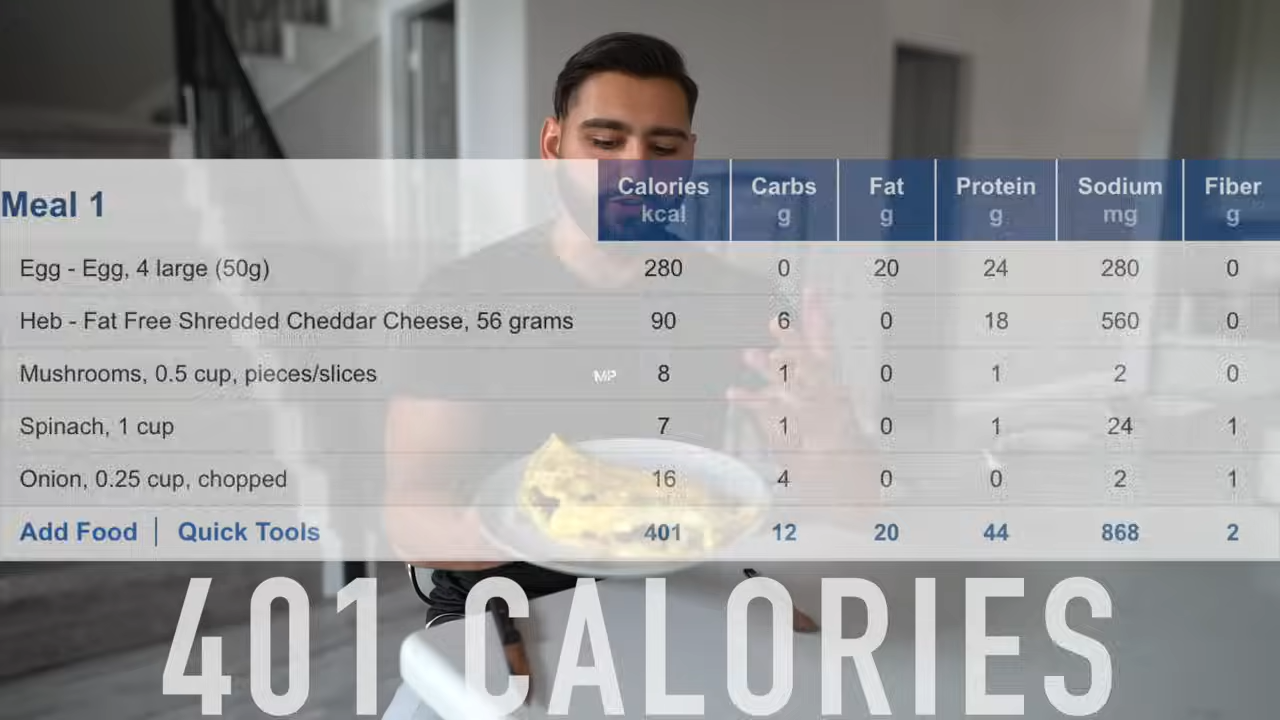 Meal 1 Calories Carbs Fat Protein Sodium Fiber
kcal g g g mg g
Egg - Egg, 4 large (50g) 280 0 20 24 280 0
Heb - Fat Free Shredded Cheddar Cheese, 56 grams 90 6 0 18 560 0
Mushrooms, 0.5 cup, pieces/slices 8 1 0 1 2 0
MP
Spinach, 1 cup 7 1 0 1 24 1
Onion, 0.25 cup, chopped 16 4 0 0 2 1
Add Food | Quick Tools 401 12 20 44 868 2
401 CALORIES